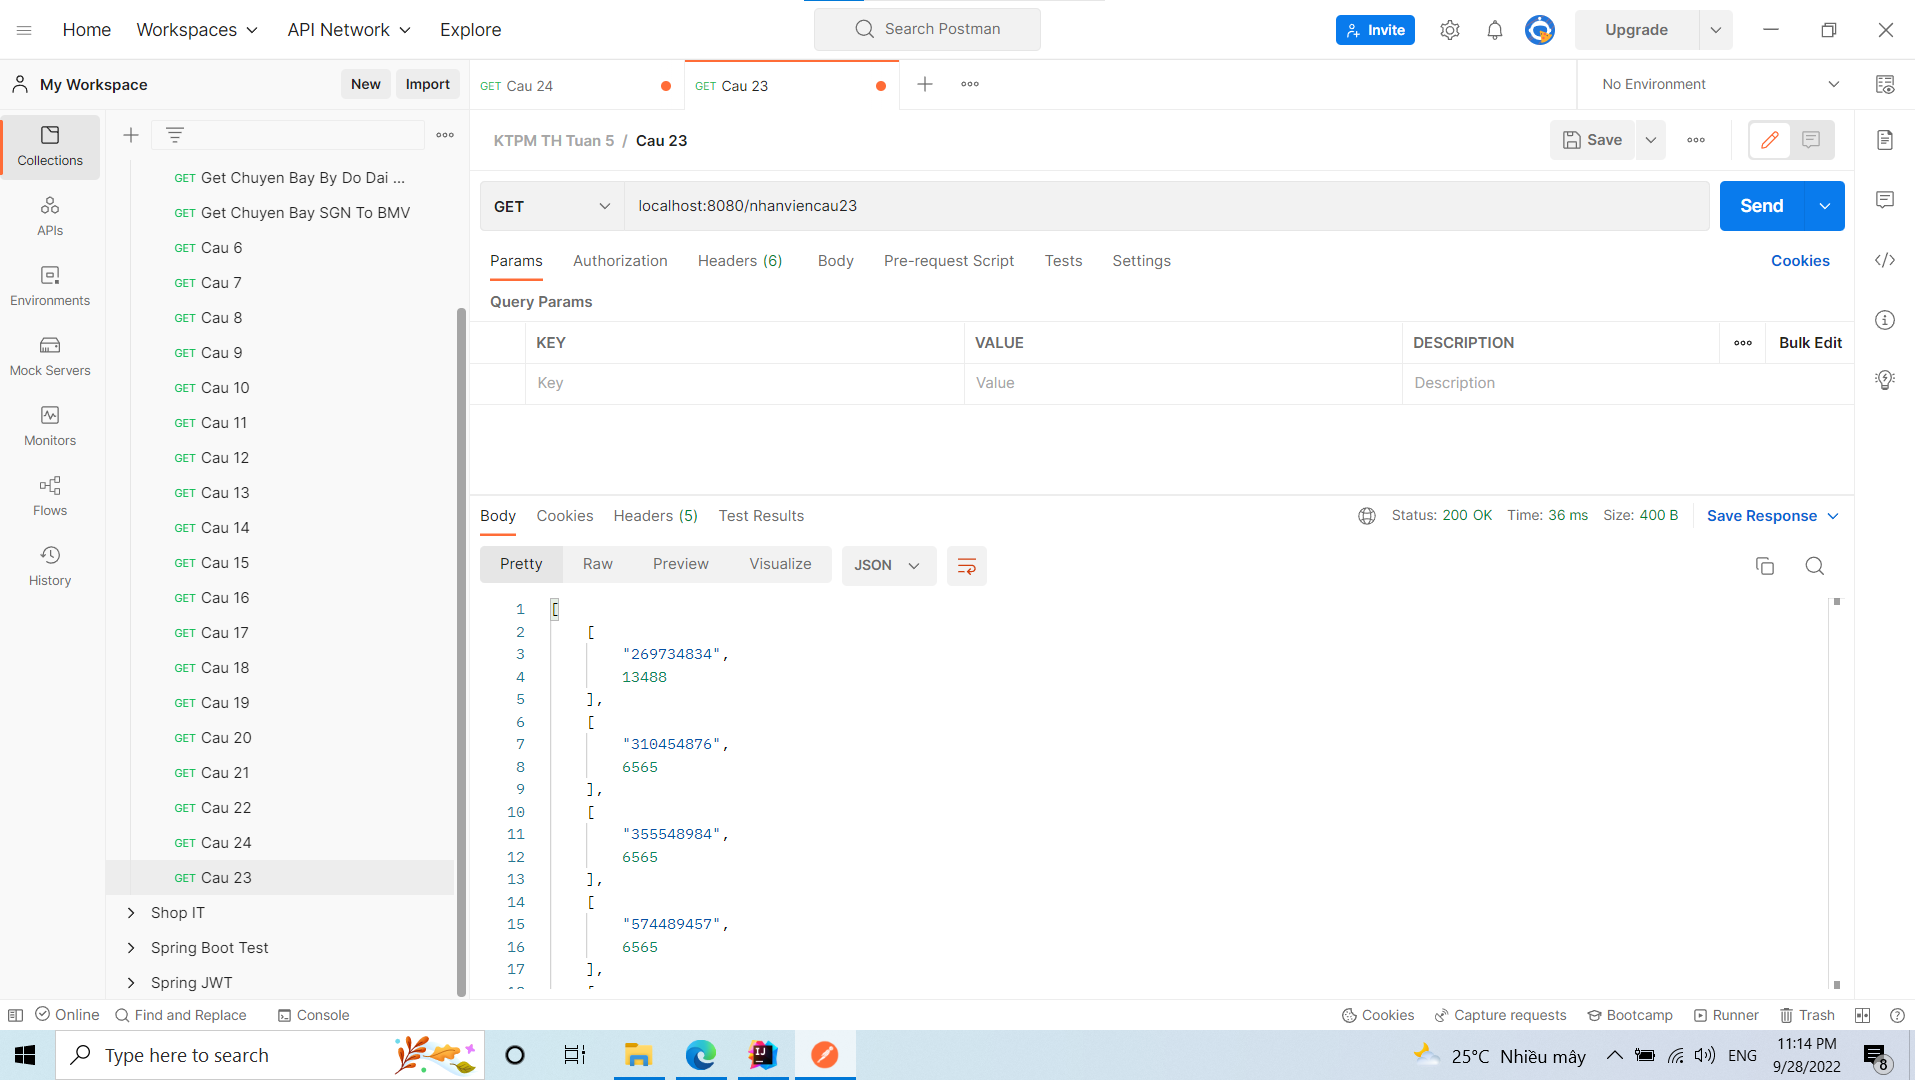 Home
Workspaces
API Network
Explore
Search Postman
Invite
Upgrade
My Workspace
New
Import
GET Cau 24
GET Cau 23
No Environment
Collections
APIs
Environments
Mock Servers
Monitors
Flows
History
GET Get Chuyen Bay By Do Dai ...
GET Get Chuyen Bay SGN To BMV
GET Cau 6
GET Cau 7
GET Cau 8
GET Cau 9
GET Cau 10
GET Cau 11
GET Cau 12
GET Cau 13
GET Cau 14
GET Cau 15
GET Cau 16
GET Cau 17
GET Cau 18
GET Cau 19
GET Cau 20
GET Cau 21
GET Cau 22
GET Cau 24
GET Cau 23
Shop IT
Spring Boot Test
Spring JWT
KTPM TH Tuan 5 / Cau 23
Save
GET
localhost:8080/nhanviencau23
Send
Params
Authorization
Headers (6)
Body
Pre-request Script
Tests
Settings
Cookies
Query Params
KEY
VALUE
DESCRIPTION
Bulk Edit
Key
Value
Description
Body
Cookies
Headers (5)
Test Results
Status: 200 OK
Time: 36 ms
Size: 400 B
Save Response
Pretty
Raw
Preview
Visualize
JSON
1 [
2 [
3 "269734834",
4 13488
5 ],
6 [
7 "310454876",
8 6565
9 ],
10 [
11 "355548984",
12 6565
13 ],
14 [
15 "574489457",
16 6565
17 ],
Online
Find and Replace
Console
Cookies
Capture requests
Bootcamp
Runner
Trash
Type here to search
25°C Nhiều mây
ENG
11:14 PM
9/28/2022
8